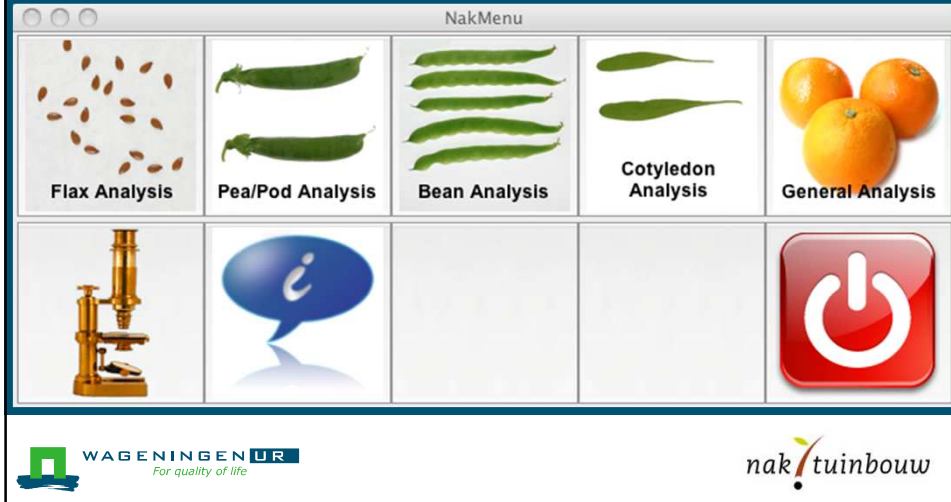 NakMenu
Flax Analysis
Pea/Pod Analysis
Bean Analysis
Cotyledon
Analysis
General Analysis
i
WAGENINGEN UR
For quality of life
nak tuinbouw